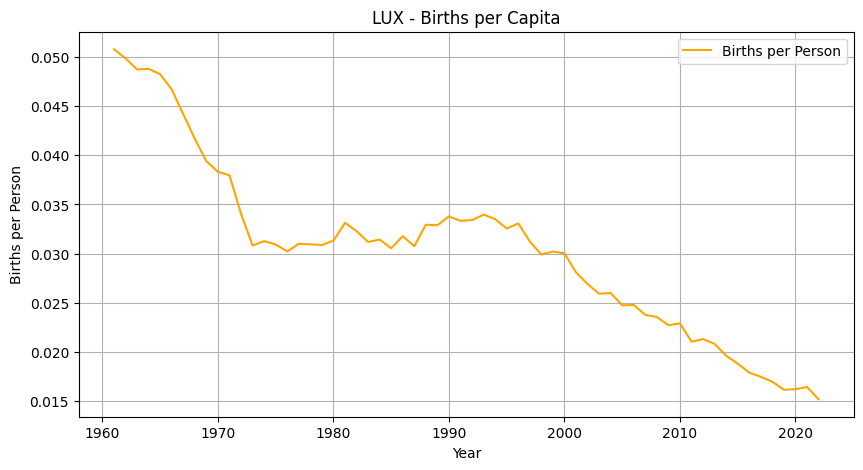 LUX - Births per Capita
Births per Person
0.050
0.045
0.040
0.035
0.030
0.025
0.020
0.015
Births per Person
1960 1970 1980 1990 2000 2010 2020
Year